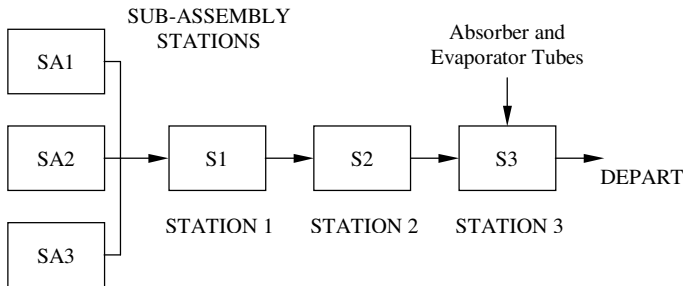 SUB-ASSEMBLY
STATIONS
Absorber and
Evaporator Tubes
SA1
SA2
S1
S2
S3
DEPART
STATION 1
STATION 2
STATION 3
SA3